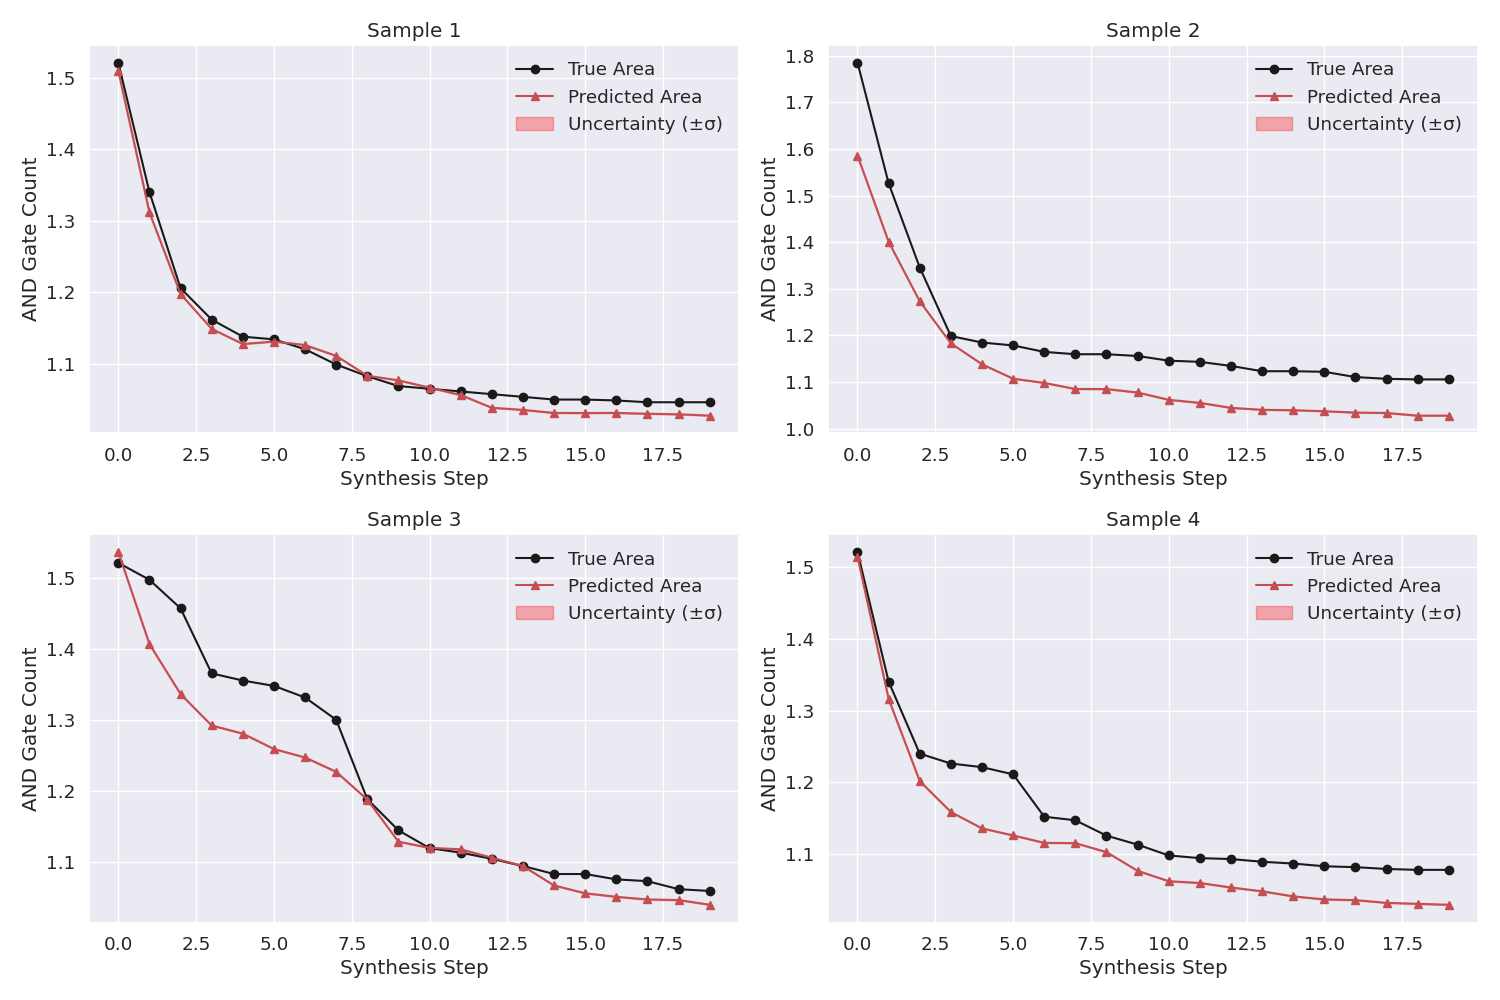 Sample 1
AND Gate Count
1.5
1.4
1.3
1.2
1.1
True Area
Predicted Area
Uncertainty (±σ)
0.0 2.5 5.0 7.5 10.0 12.5 15.0 17.5
Synthesis Step
Sample 2
AND Gate Count
1.8
1.7
1.6
1.5
1.4
1.3
1.2
1.1
1.0
True Area
Predicted Area
Uncertainty (±σ)
0.0 2.5 5.0 7.5 10.0 12.5 15.0 17.5
Synthesis Step
Sample 3
AND Gate Count
1.5
1.4
1.3
1.2
1.1
True Area
Predicted Area
Uncertainty (±σ)
0.0 2.5 5.0 7.5 10.0 12.5 15.0 17.5
Synthesis Step
Sample 4
AND Gate Count
1.5
1.4
1.3
1.2
1.1
True Area
Predicted Area
Uncertainty (±σ)
0.0 2.5 5.0 7.5 10.0 12.5 15.0 17.5
Synthesis Step